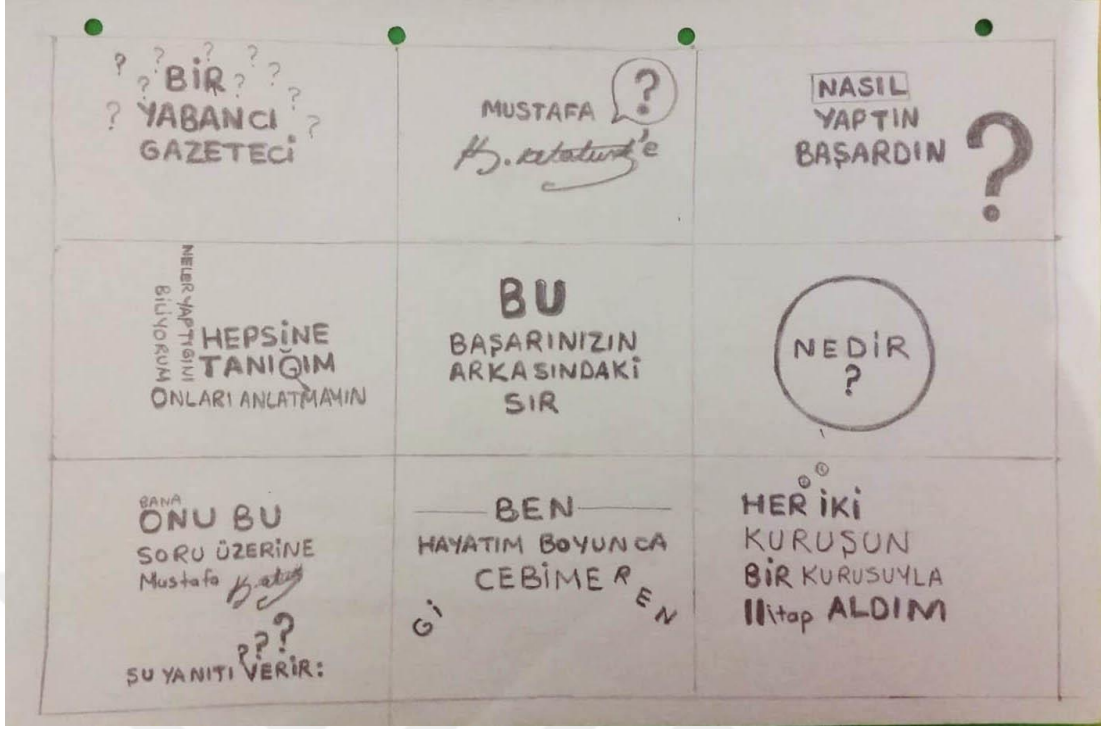 ? ? ? ? ? ?
? BİR ? ?
? YABANCI ?
GAZETECİ
?
MUSTAFA
K. Atatürk'e
NASIL
YAPTIN
BAŞARDIN
?
NELER YAPTIĞINI
BİLİYORUM
HEPSİNE
TANIĞIM
ONLARI ANLATMAYIN
BU
BAŞARINIZIN
ARKASINDAKİ
SIR
NEDİR
?
BANA
ONU BU
SORU ÜZERİNE
Mustafa
???
ŞU YANITI VERİR:
BEN
HAYATIM BOYUNCA
CEBİME
GİREN
HER İKİ
KURUŞUN
BİR KURUSUYLA
Kitap ALDIM